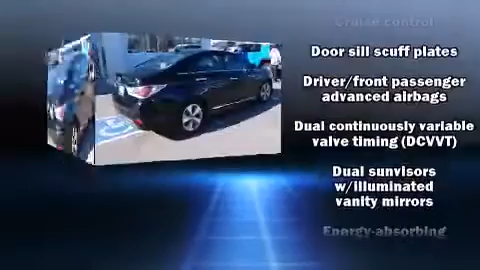 Cruise control
Door sill scuff plates
Driver/front passenger
advanced airbags
Dual continuously variable
valve timing (DCVVT)
Dual sunvisors
w/illuminated
vanity mirrors
Energy-absorbing